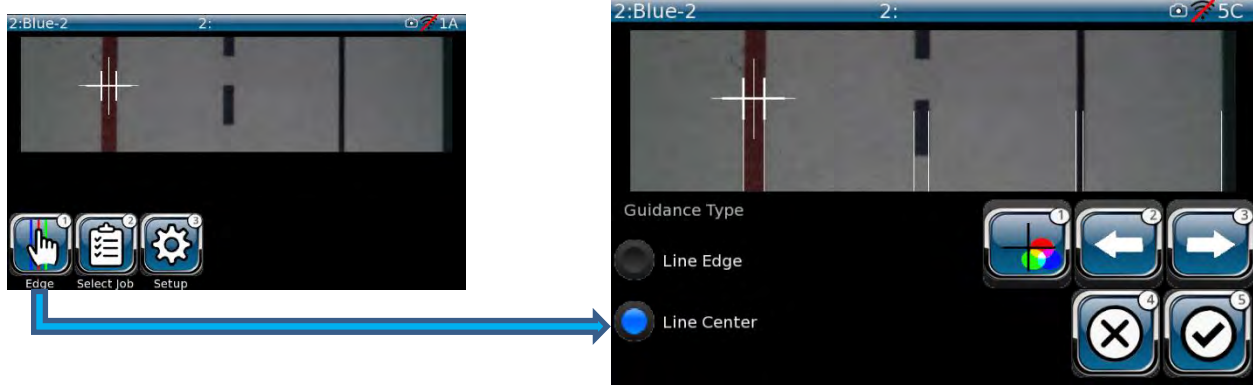 2:Blue-2 2: 1A
1
2
3
Edge
Select Job
Setup
2:Blue-2 2: 5C
Guidance Type
1
2
3
Line Edge
4
5
Line Center